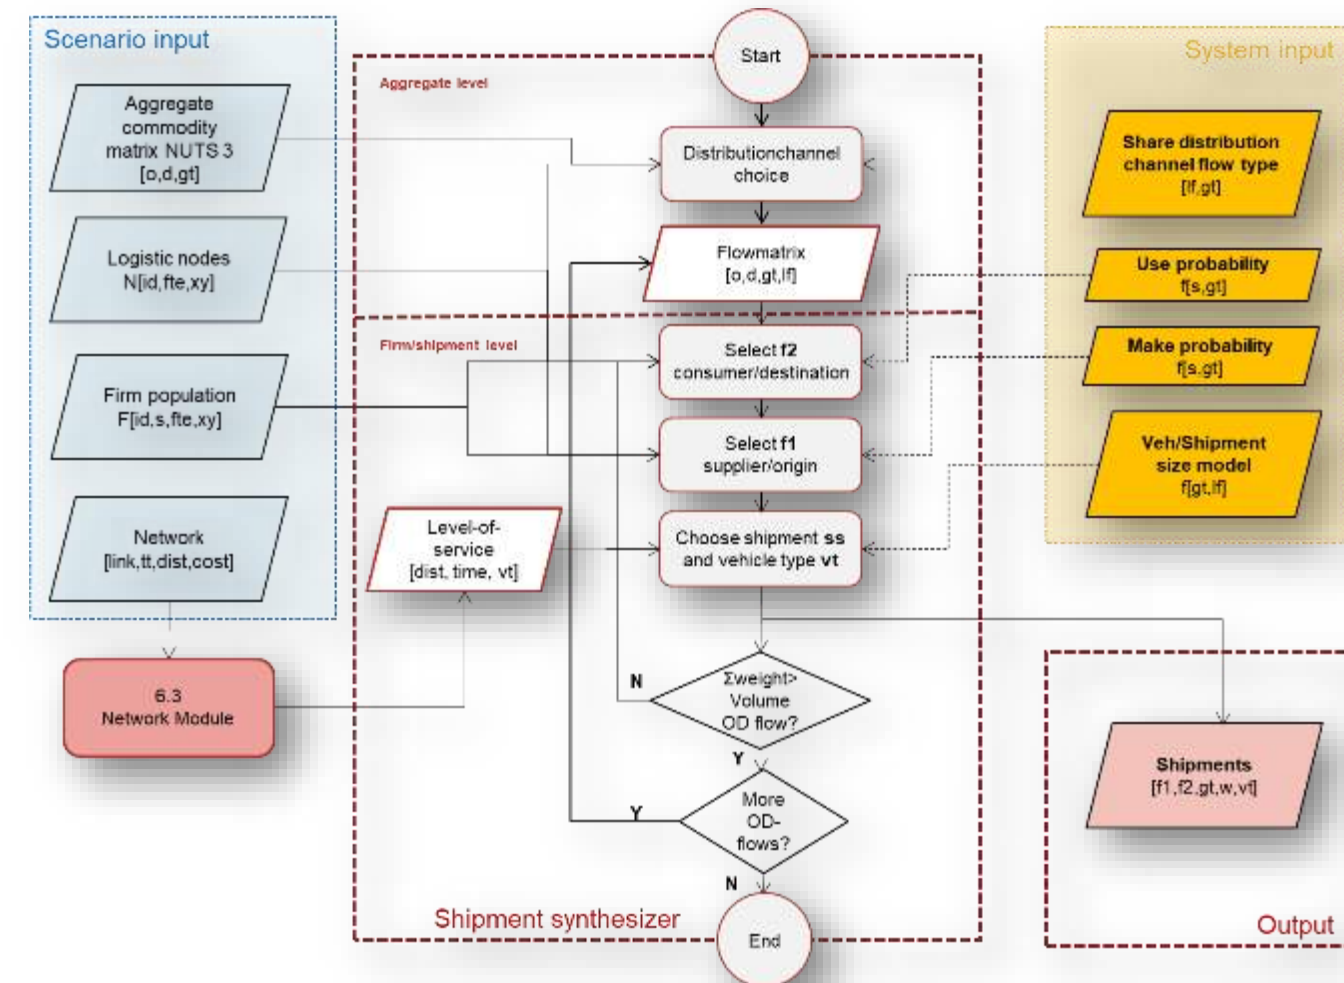 Scenario input
Aggregate
commodity
matrix NUTS 3
[o,d,gt]
Logistic nodes
N[id,fte,xy]
Firm population
F[id,s,fte,xy]
Network
[link,tt,dist,cost]
6.3
Network Module
Aggregate level
Start
Distributionchannel
choice
Flowmatrix
[o,d,gt,lf]
Firm/shipment level
Select f2
consumer/destination
Select f1
supplier/origin
Level-of-
service
[dist, time, vt]
Choose shipment ss
and vehicle type vt
N
Σweight>
Volume
OD flow?
Y
Y
More
OD-
flows?
N
Shipment synthesizer
End
System input
Share distribution
channel flow type
[lf,gt]
Use probability
f[s,gt]
Make probability
f[s,gt]
Veh/Shipment
size model
f[gt,lf]
Shipments
[f1,f2,gt,w,vt]
Output